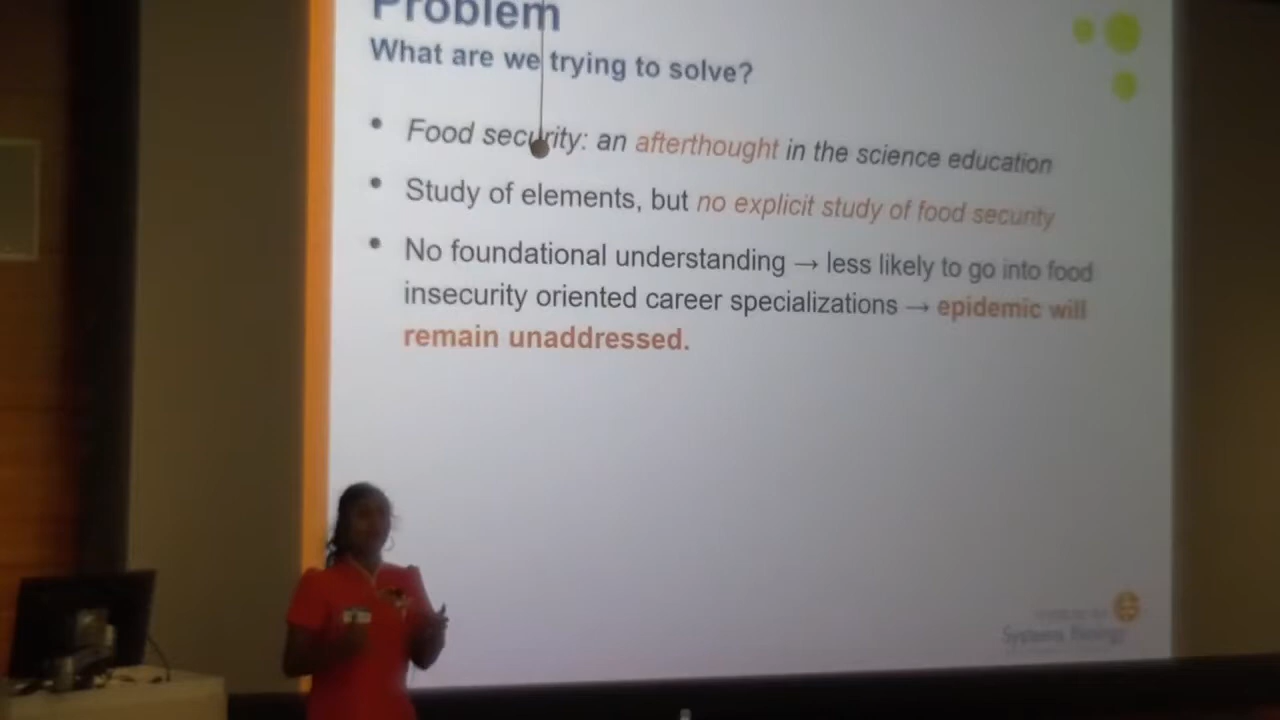 Problem
What are we trying to solve?
• Food security: an afterthought in the science education
• Study of elements, but no explicit study of food security
• No foundational understanding → less likely to go into food
insecurity oriented career specializations → epidemic will
remain unaddressed.
Systems Biology